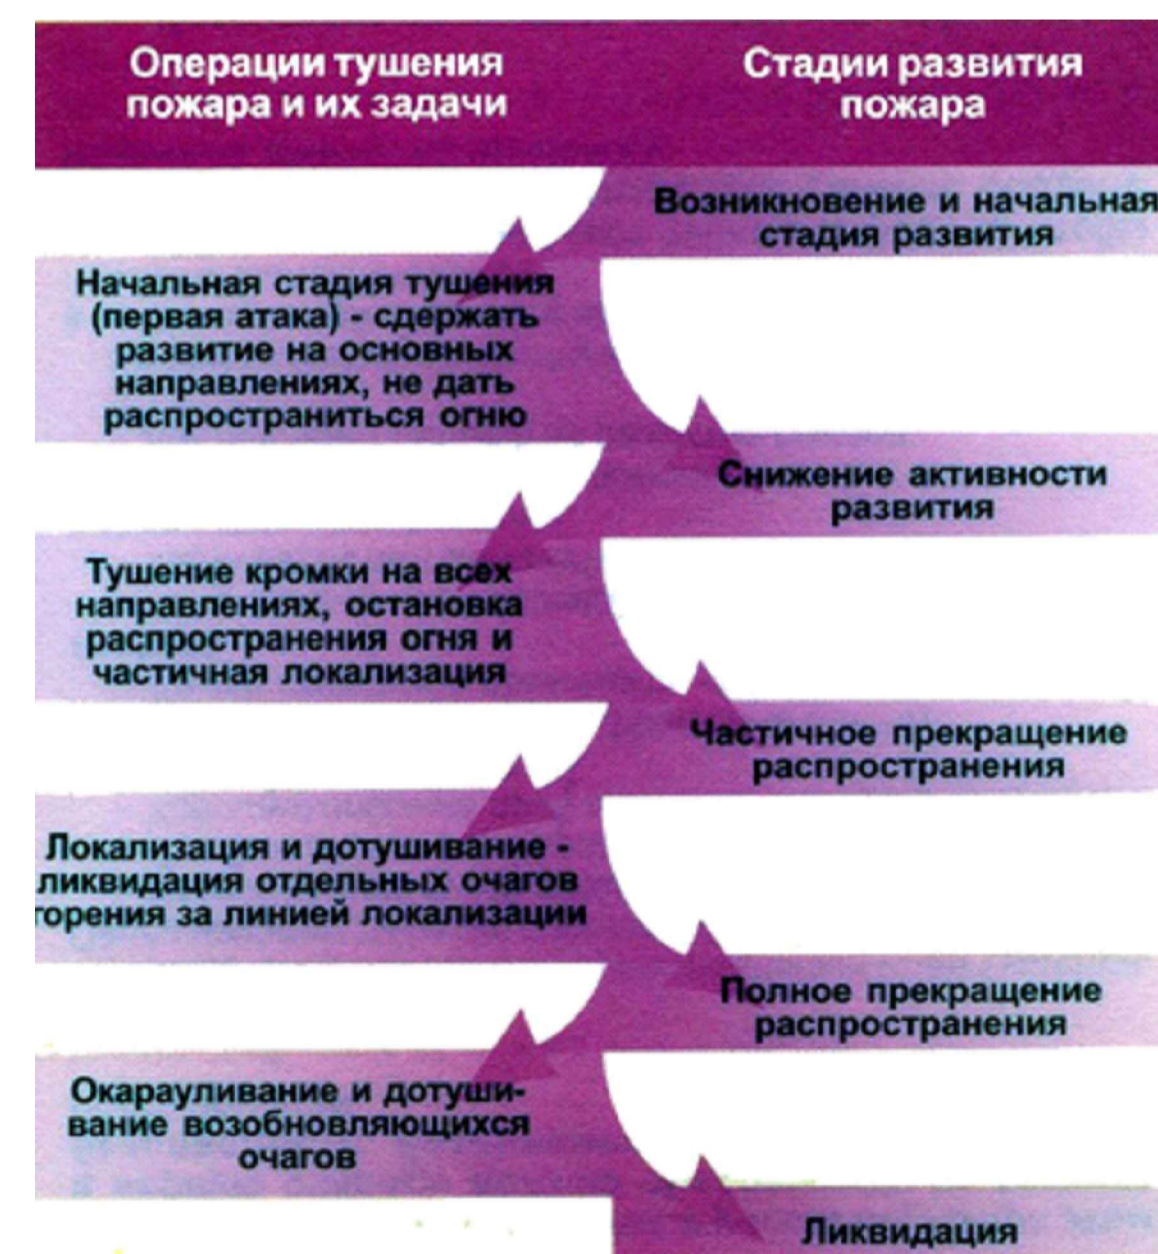 Операции тушения
пожара и их задачи
Стадии развития
пожара
Возникновение и начальная
стадия развития
Начальная стадия тушения
(первая атака) - сдержать
развитие на основных
направлениях, не дать
распространиться огню
Снижение активности
развития
Тушение кромки на всех
направлениях, остановка
распространения огня и
частичная локализация
Частичное прекращение
распространения
Локализация и дотушивание -
ликвидация отдельных очагов
горения за линией локализации
Полное прекращение
распространения
Окарауливание и дотуши-
вание возобновляющихся
очагов
Ликвидация